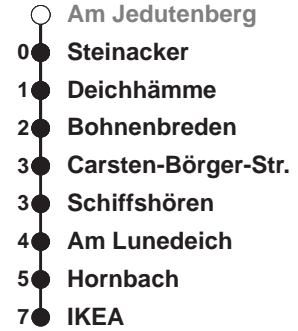 Am Jedutenberg
0 Steinacker
1 Deichhämme
2 Bohnenbreden
3 Carsten-Börger-Str.
3 Schiffshören
4 Am Lunedeich
5 Hornbach
7 IKEA